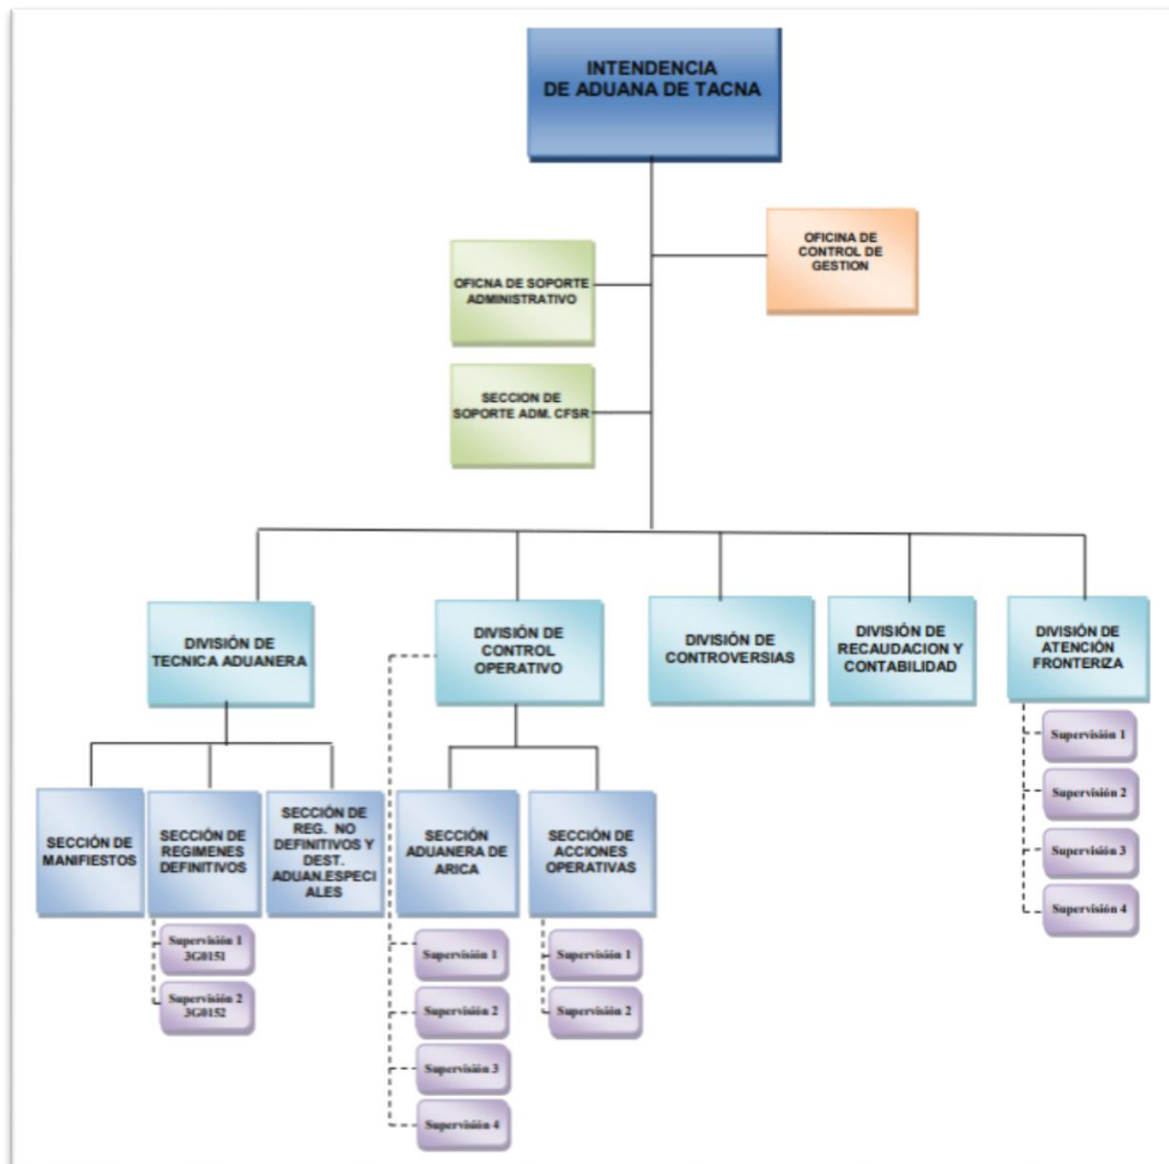 INTENDENCIA
DE ADUANA DE TACNA
OFICINA DE
CONTROL DE
GESTION
OFICNA DE SOPORTE
ADMINISTRATIVO
SECCION DE
SOPORTE ADM. CFSR
DIVISIÓN DE
TECNICA ADUANERA
DIVISIÓN DE
CONTROL
OPERATIVO
DIVISIÓN DE
CONTROVERSIAS
DIVISIÓN DE
RECAUDACION Y
CONTABILIDAD
DIVISIÓN DE
ATENCIÓN
FRONTERIZA
Supervisión 1
Supervisión 2
Supervisión 3
Supervisión 4
SECCIÓN DE
MANIFIESTOS
SECCIÓN DE
REGIMENES
DEFINITIVOS
SECCIÓN DE
REG. NO
DEFINITIVOS Y
DEST.
ADUAN.ESPECI
ALES
SECCIÓN
ADUANERA DE
ARICA
SECCIÓN DE
ACCIONES
OPERATIVAS
Supervisión 1
3G0151
Supervisión 2
3G0152
Supervisión 1
Supervisión 2
Supervisión 3
Supervisión 4
Supervisión 1
Supervisión 2